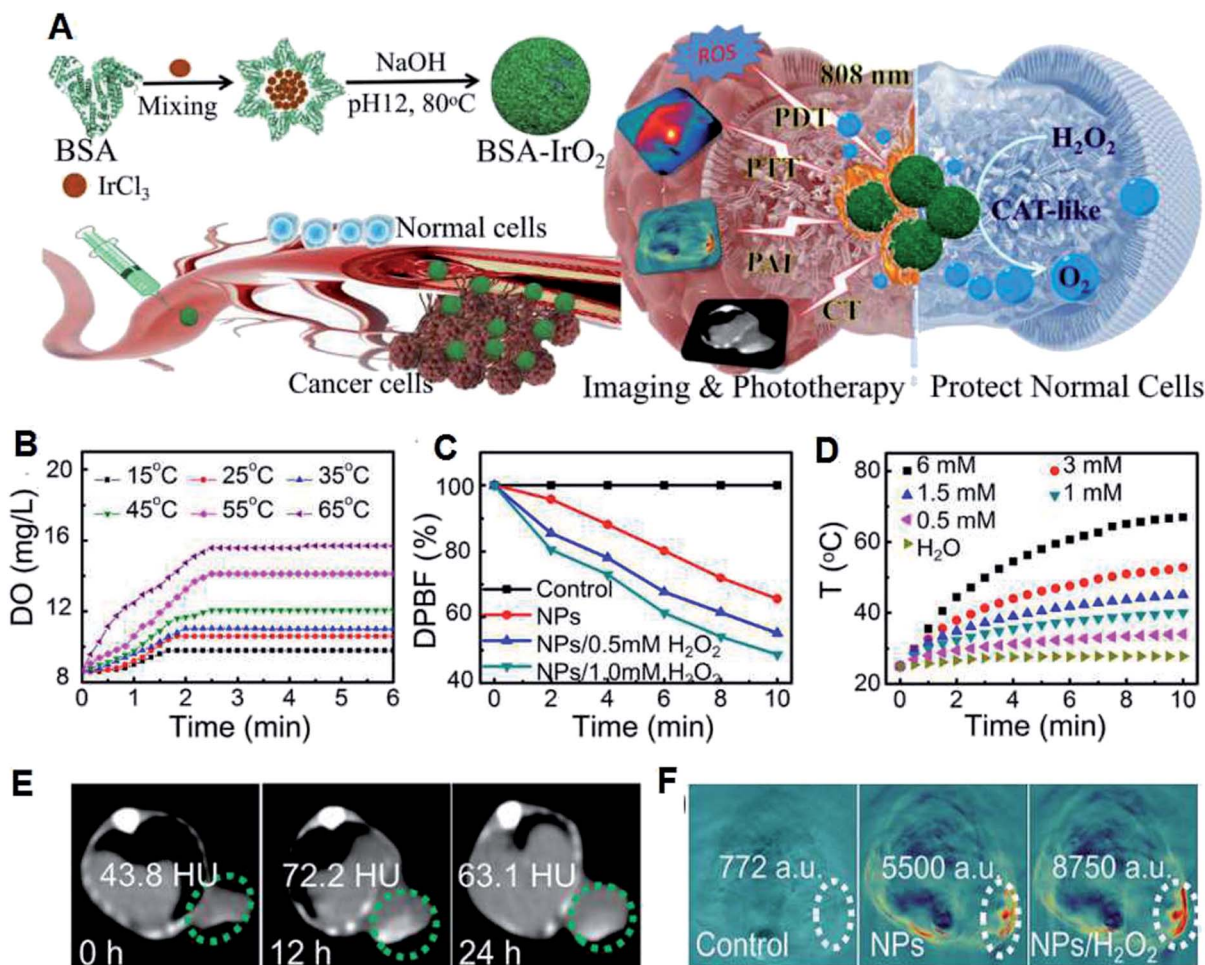 A
BSA
Mixing
NaOH
pH12, 80°C
BSA-IrO₂
IrCl₃
Normal cells
Cancer cells
ROS
808 nm
PDT
PTT
PAI
CT
H₂O₂
CAT-like
O₂
Imaging & Phototherapy
Protect Normal Cells
B
DO (mg/L)
20
16
12
8
15°C 25°C 35°C
45°C 55°C 65°C
0 1 2 3 4 5 6
Time (min)
C
DPBF (%)
100
80
60
40
Control
NPs
NPs/0.5mM H₂O₂
NPs/1.0mM H₂O₂
0 2 4 6 8 10
Time (min)
D
T (°C)
80
60
40
20
6 mM 3 mM
1.5 mM 1 mM
0.5 mM
H₂O
0 2 4 6 8 10
Time (min)
E
43.8 HU
0 h
72.2 HU
12 h
63.1 HU
24 h
F
772 a.u.
Control
5500 a.u.
NPs
8750 a.u.
NPs/H₂O₂